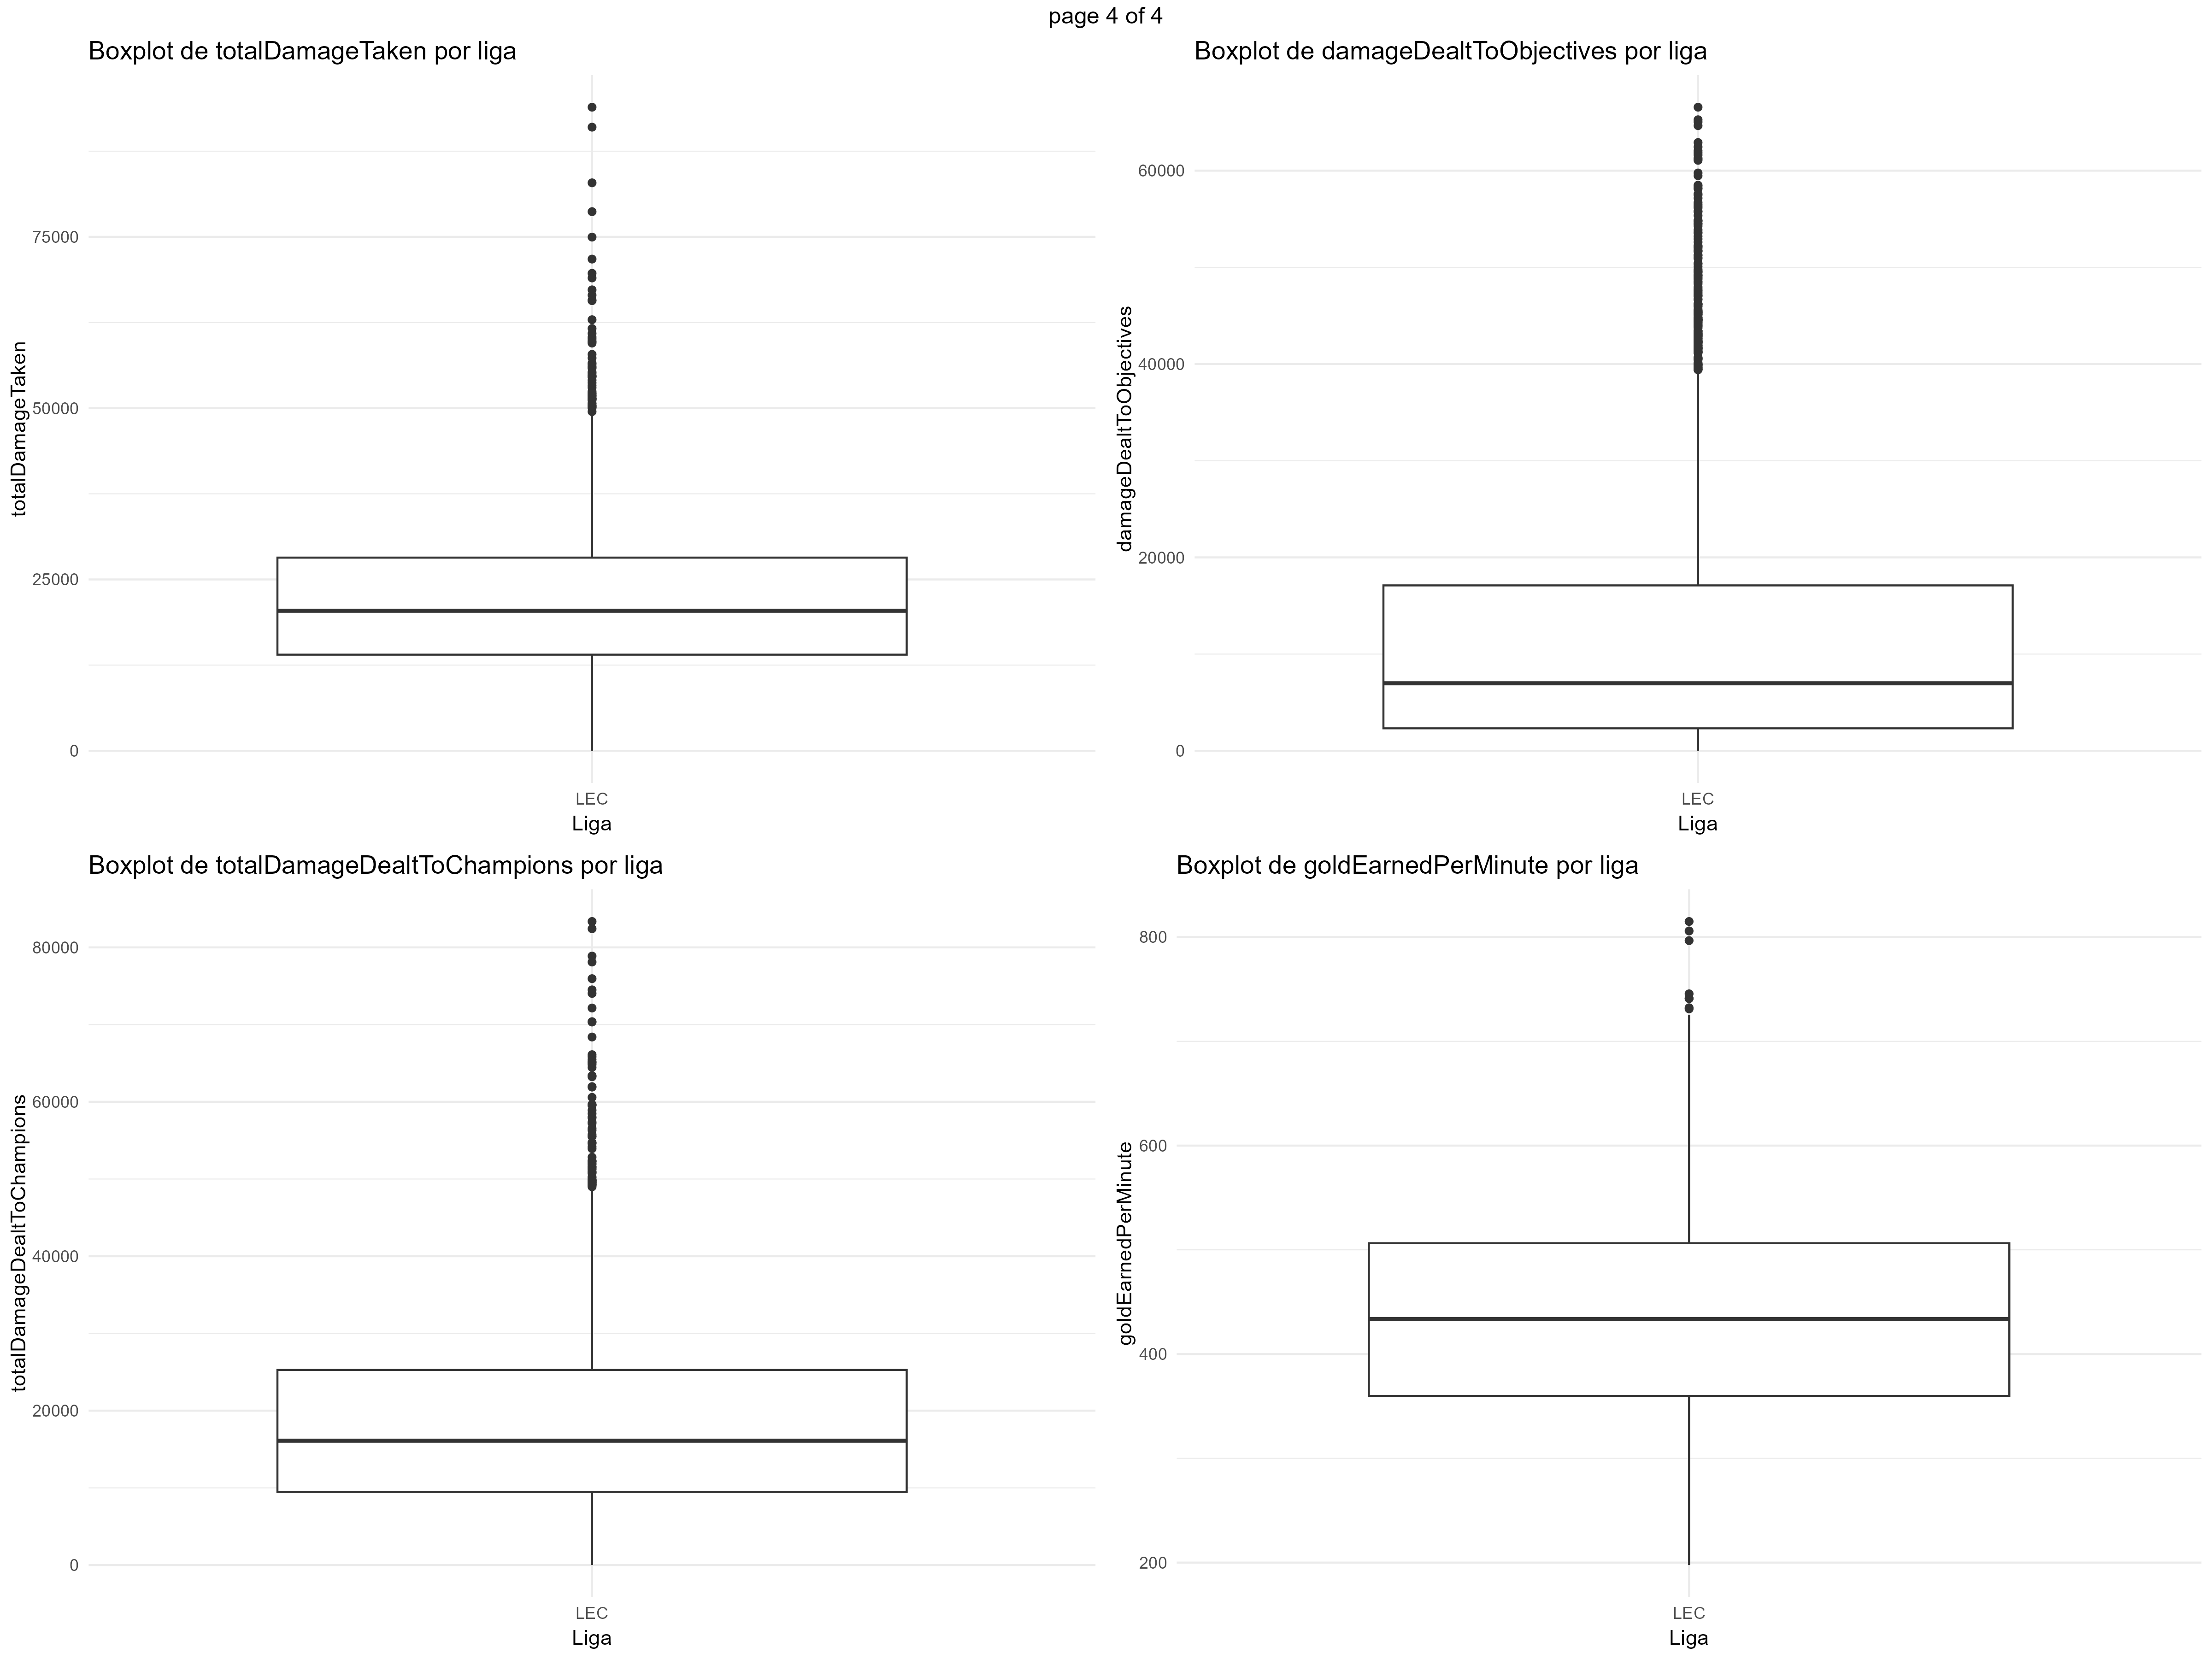 page 4 of 4
Boxplot de totalDamageTaken por liga
totalDamageTaken
75000
50000
25000
0
LEC
Liga
Boxplot de damageDealtToObjectives por liga
damageDealtToObjectives
60000
40000
20000
0
LEC
Liga
Boxplot de totalDamageDealtToChampions por liga
totalDamageDealtToChampions
80000
60000
40000
20000
0
LEC
Liga
Boxplot de goldEarnedPerMinute por liga
goldEarnedPerMinute
800
600
400
200
LEC
Liga